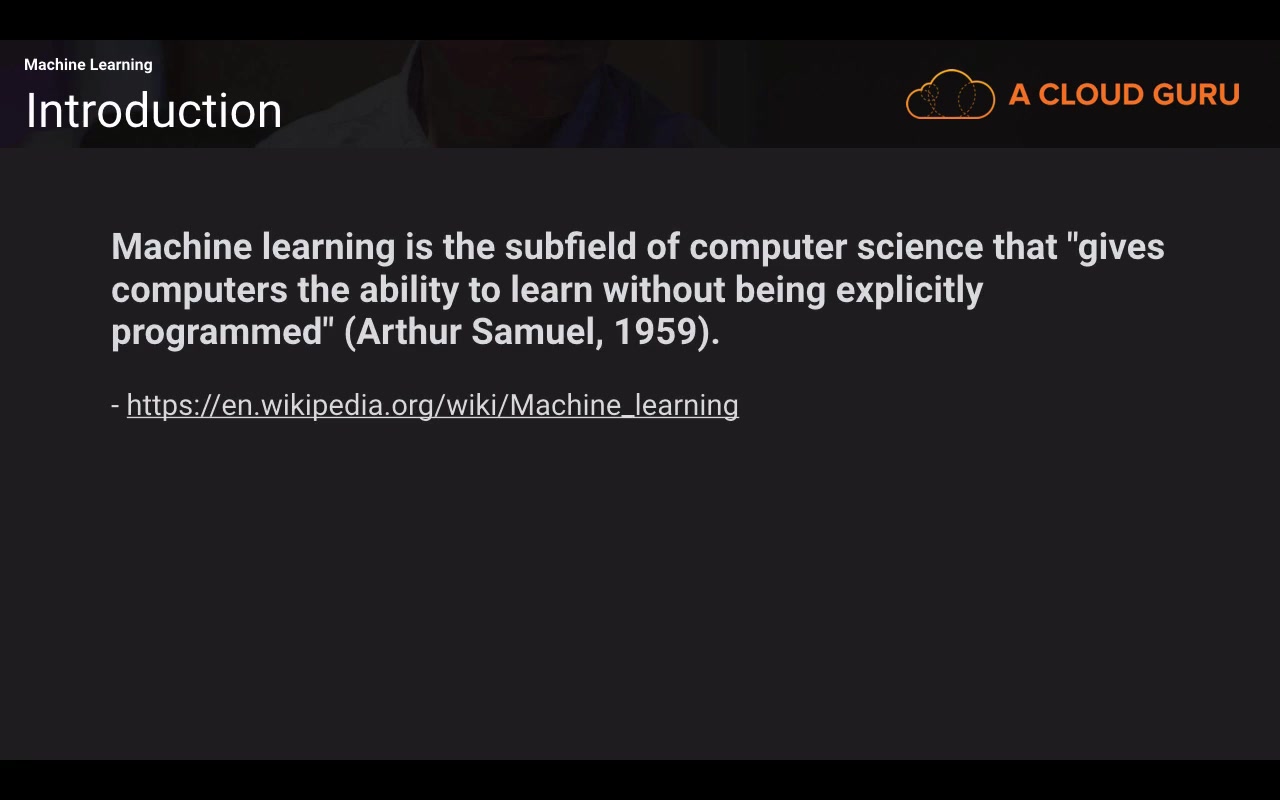 Machine Learning
Introduction
A CLOUD GURU
Machine learning is the subfield of computer science that "gives
computers the ability to learn without being explicitly
programmed" (Arthur Samuel, 1959).
- https://en.wikipedia.org/wiki/Machine_learning